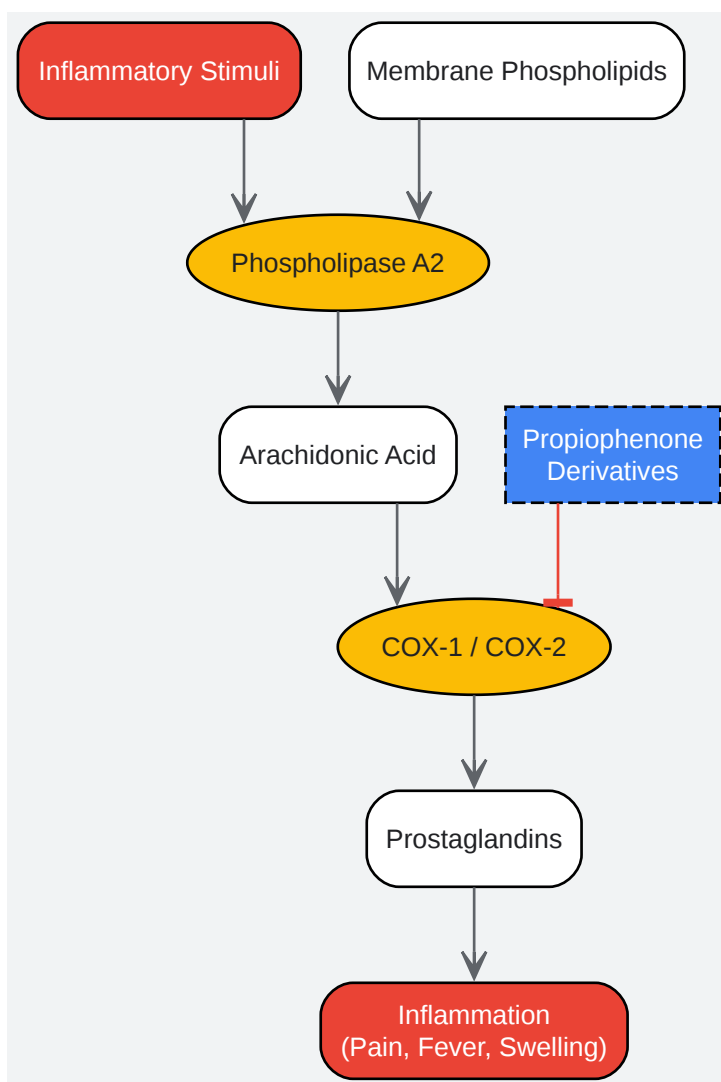 Inflammatory Stimuli
Membrane Phospholipids
Phospholipase A2
Arachidonic Acid
Propiophenone
Derivatives
COX-1 / COX-2
Prostaglandins
Inflammation
(Pain, Fever, Swelling)